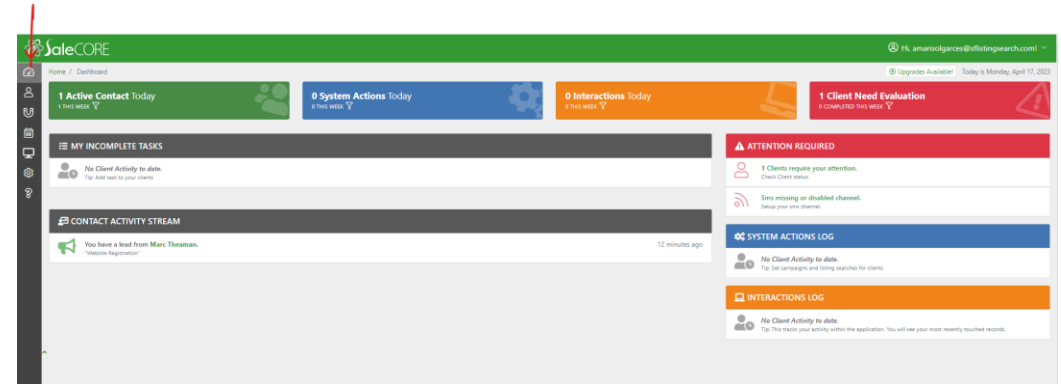 SaleCORE
Hi, amarisolgarces@sflistingsearch.com!
Home / Dashboard
Upgrades Available!
Today is Monday, April 17, 2023
1 Active Contact Today
1 THIS WEEK
0 System Actions Today
0 THIS WEEK
0 Interactions Today
0 THIS WEEK
1 Client Need Evaluation
0 COMPLETED THIS WEEK
MY INCOMPLETE TASKS
No Client Activity to date.
Tip: Add task to your clients
CONTACT ACTIVITY STREAM
You have a lead from Marc Theaman.
12 minutes ago
"Website Registration"
ATTENTION REQUIRED
1 Clients require your attention.
Check Client status.
Sms missing or disabled channel.
Setup your sms channel.
SYSTEM ACTIONS LOG
No Client Activity to date.
Tip: Set campaigns and listing searches for clients
INTERACTIONS LOG
No Client Activity to date.
Tip: This tracks your activity within the application. You will see your most recently touched records.